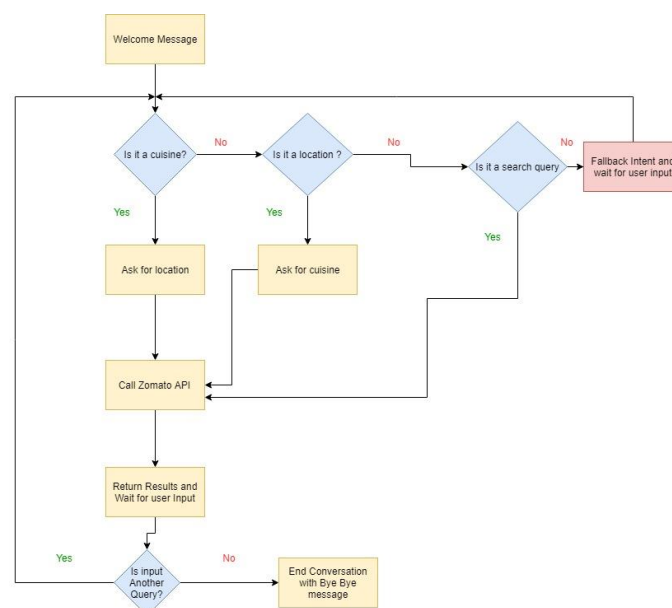 Welcome Message
Is it a cuisine?
No
Is it a location ?
No
Is it a search query
No
Fallback Intent and
wait for user input
Yes
Yes
Yes
Ask for location
Ask for cuisine
Call Zomato API
Return Results and
Wait for user Input
Yes
Is input
Another
Query?
No
End Conversation
with Bye Bye
message